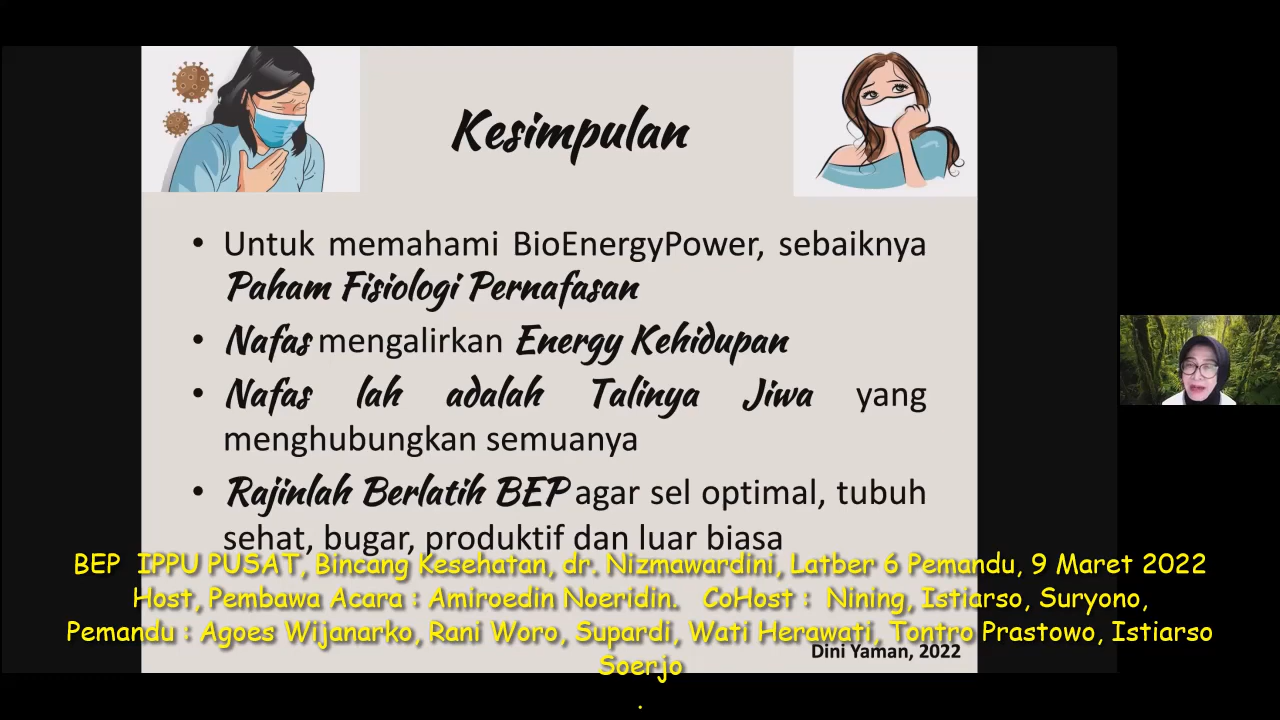 Kesimpulan
• Untuk memahami BioEnergyPower, sebaiknya
Paham Fisiologi Pernafasan
• Nafas mengalirkan Energy Kehidupan
• Nafas lah adalah Talinya Jiwa yang
menghubungkan semuanya
• Rajinlah Berlatih BEP agar sel optimal, tubuh
sehat, bugar, produktif dan luar biasa
BEP IPPU PUSAT, Bincang Kesehatan, dr. Nizmawardini, Latber 6 Pemandu, 9 Maret 2022
Host, Pembawa Acara : Amiroedin Noeridin. CoHost : Nining, Istiarso, Suryono,
Pemandu : Agoes Wijanarko, Rani Woro, Supardi, Wati Herawati, Tontro Prastowo, Istiarso
Soerjo
.
Dini Yaman, 2022